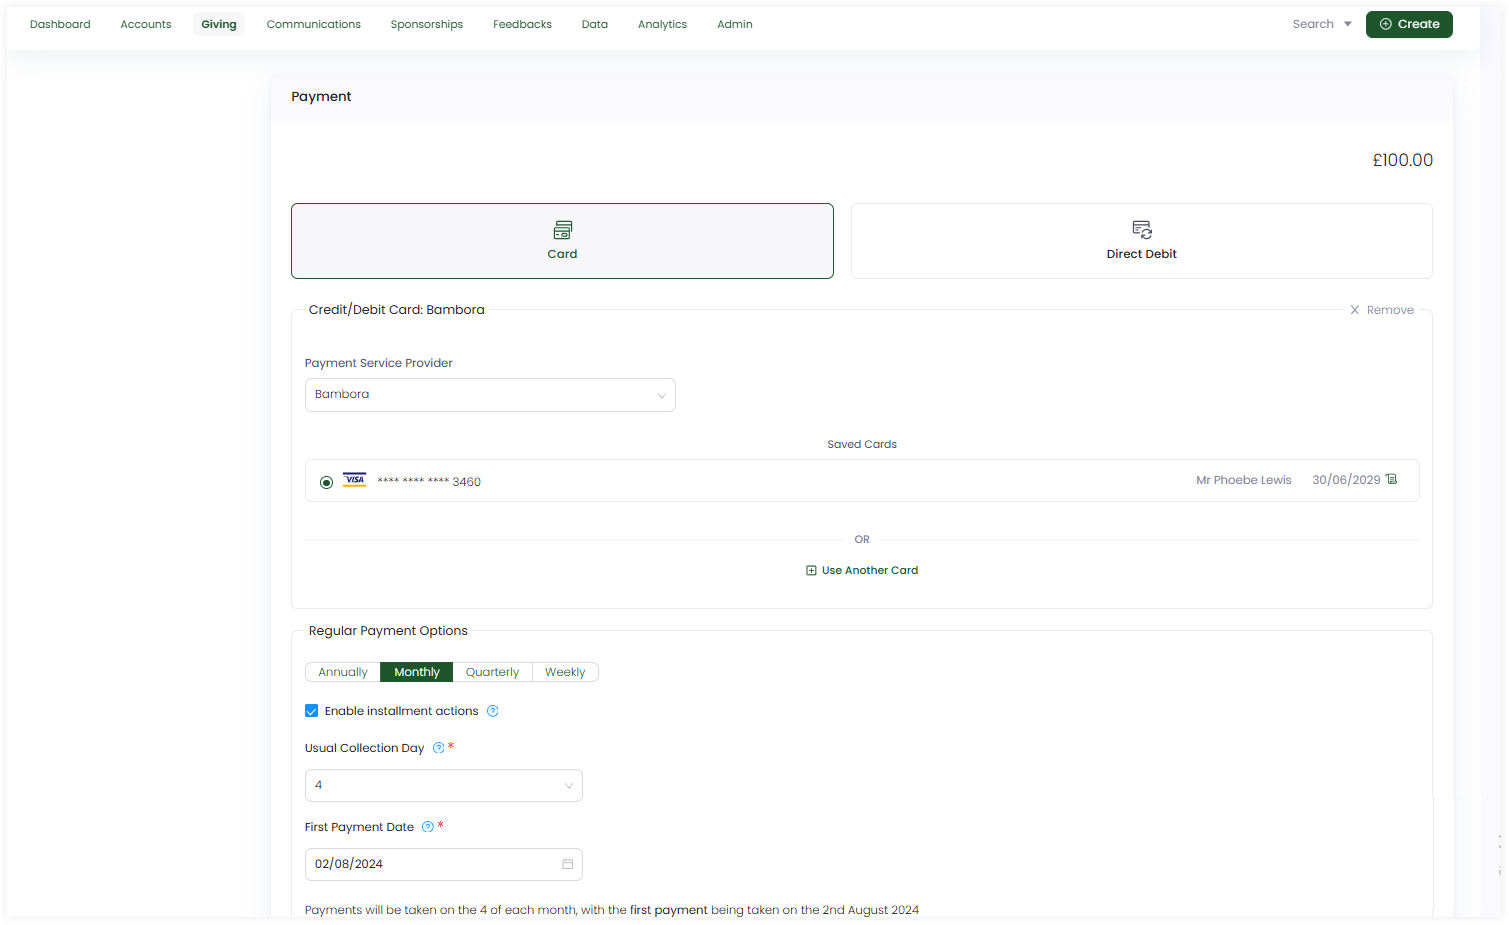 Dashboard Accounts Giving Communications Sponsorships Feedbacks Data Analytics Admin Search Create
Payment
£100.00
Card Direct Debit
Credit/Debit Card: Bambora Remove
Payment Service Provider
Bambora
Saved Cards
VISA **** **** **** 3460 Mr Phoebe Lewis 30/06/2029
OR
Use Another Card
Regular Payment Options
Annually Monthly Quarterly Weekly
Enable installment actions ?
Usual Collection Day ? *
4
First Payment Date ? *
02/08/2024
Payments will be taken on the 4 of each month, with the first payment being taken on the 2nd August 2024